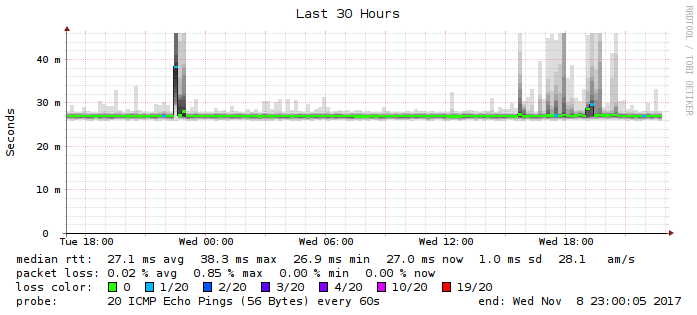 Last 30 Hours
RRDTOOL / TOBI OETIKER
Seconds
40 m
30 m
20 m
10 m
0
Tue 18:00 Wed 00:00 Wed 06:00 Wed 12:00 Wed 18:00
median rtt: 27.1 ms avg 38.3 ms max 26.9 ms min 27.0 ms now 1.0 ms sd 28.1 am/s
packet loss: 0.02 % avg 0.85 % max 0.00 % min 0.00 % now
loss color: 0 1/20 2/20 3/20 4/20 10/20 19/20
probe: 20 ICMP Echo Pings (56 Bytes) every 60s end: Wed Nov 8 23:00:05 2017